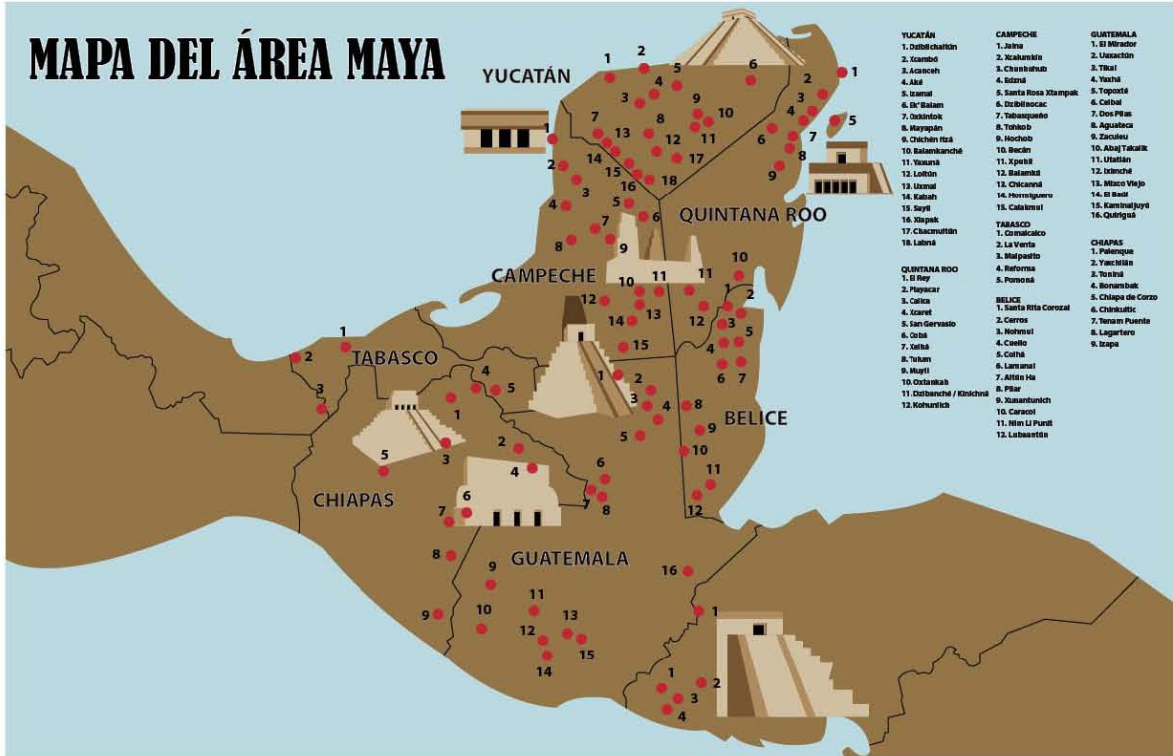 MAPA DEL ÁREA MAYA
YUCATÁN
QUINTANA ROO
CAMPECHE
TABASCO
BELICE
CHIAPAS
GUATEMALA
YUCATÁN
1. Dzibilchaltún
2. Xcambó
3. Acanceh
4. Aké
5. Izamal
6. Ek' Balam
7. Oxkintok
8. Mayapán
9. Chichén Itzá
10. Balamkanché
11. Yaxuná
12. Loltún
13. Uxmal
14. Kabah
15. Sayil
16. Xlapak
17. Chacmultún
18. Labná
QUINTANA ROO
1. El Rey
2. Playacar
3. Calica
4. Xcaret
5. San Gervasio
6. Cobá
7. Xelhá
8. Tulum
9. Muyil
10. Oxtankah
11. Dzibanché / Kinichná
12. Kohunlich
CAMPECHE
1. Jaina
2. Xcalumkin
3. Chunhuhub
4. Edzná
5. Santa Rosa Xtampak
6. Dzibilnocac
7. Tabasqueño
8. Tohkob
9. Hochob
10. Becán
11. Xpuhil
12. Balamkú
13. Chicanná
14. Hormiguero
15. Calakmul
TABASCO
1. Comalcalco
2. La Venta
3. Malpasito
4. Reforma
5. Pomoná
BELICE
1. Santa Rita Corozal
2. Cerros
3. Nohmul
4. Cuello
5. Colhá
6. Lamanai
7. Altún Ha
8. Pilar
9. Xunantunich
10. Caracol
11. Nim Li Punit
12. Lubaantún
GUATEMALA
1. El Mirador
2. Uaxactún
3. Tikal
4. Yaxhá
5. Topoxté
6. Ceibal
7. Dos Pilas
8. Aguateca
9. Zaculeu
10. Abaj Takalik
11. Utatlán
12. Iximché
13. Mixco Viejo
14. El Baúl
15. Kaminaljuyú
16. Quiriguá
CHIAPAS
1. Palenque
2. Yaxchilán
3. Toniná
4. Bonambak
5. Chiapa de Corzo
6. Chinkultic
7. Tenam Puente
8. Lagartero
9. Izapa